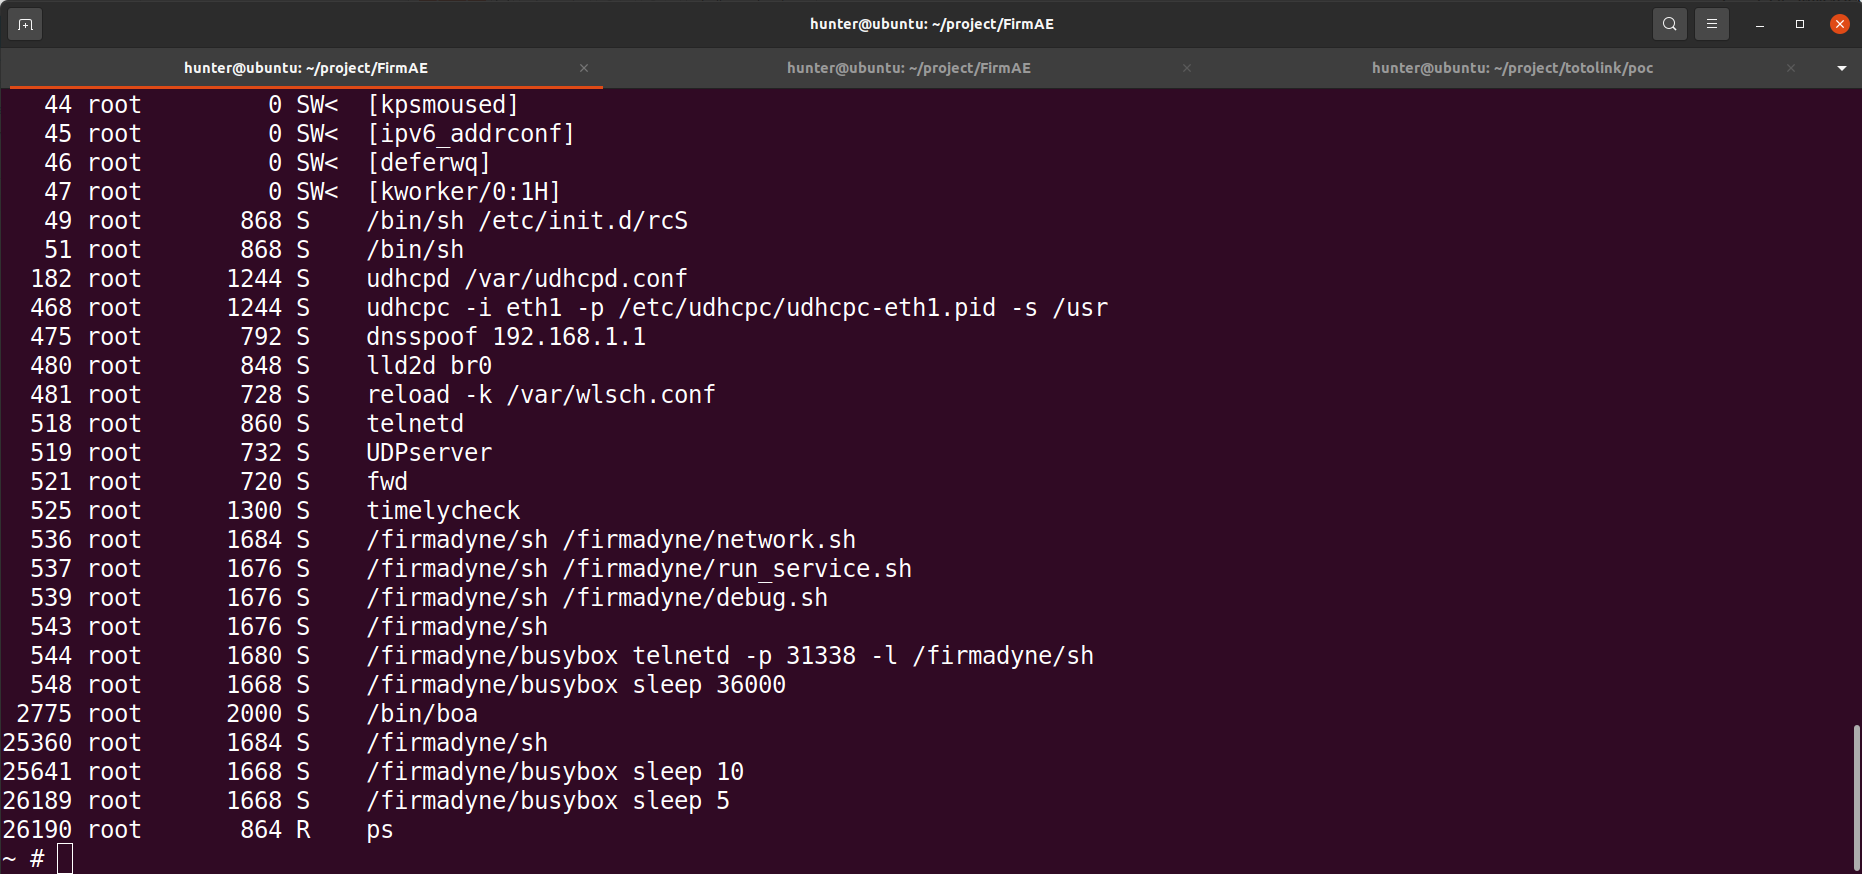 hunter@ubuntu: ~/project/FirmAE
hunter@ubuntu: ~/project/FirmAE hunter@ubuntu: ~/project/FirmAE hunter@ubuntu: ~/project/totolink/poc
44 root 0 SW< [kpsmoused]
45 root 0 SW< [ipv6_addrconf]
46 root 0 SW< [deferwq]
47 root 0 SW< [kworker/0:1H]
49 root 868 S /bin/sh /etc/init.d/rcS
51 root 868 S /bin/sh
182 root 1244 S udhcpd /var/udhcpd.conf
468 root 1244 S udhcpc -i eth1 -p /etc/udhcpc/udhcpc-eth1.pid -s /usr
475 root 792 S dnsspoof 192.168.1.1
480 root 848 S lld2d br0
481 root 728 S reload -k /var/wlsch.conf
518 root 860 S telnetd
519 root 732 S UDPserver
521 root 720 S fwd
525 root 1300 S timelycheck
536 root 1684 S /firmadyne/sh /firmadyne/network.sh
537 root 1676 S /firmadyne/sh /firmadyne/run_service.sh
539 root 1676 S /firmadyne/sh /firmadyne/debug.sh
543 root 1676 S /firmadyne/sh
544 root 1680 S /firmadyne/busybox telnetd -p 31338 -l /firmadyne/sh
548 root 1668 S /firmadyne/busybox sleep 36000
2775 root 2000 S /bin/boa
25360 root 1684 S /firmadyne/sh
25641 root 1668 S /firmadyne/busybox sleep 10
26189 root 1668 S /firmadyne/busybox sleep 5
26190 root 864 R ps
~ #